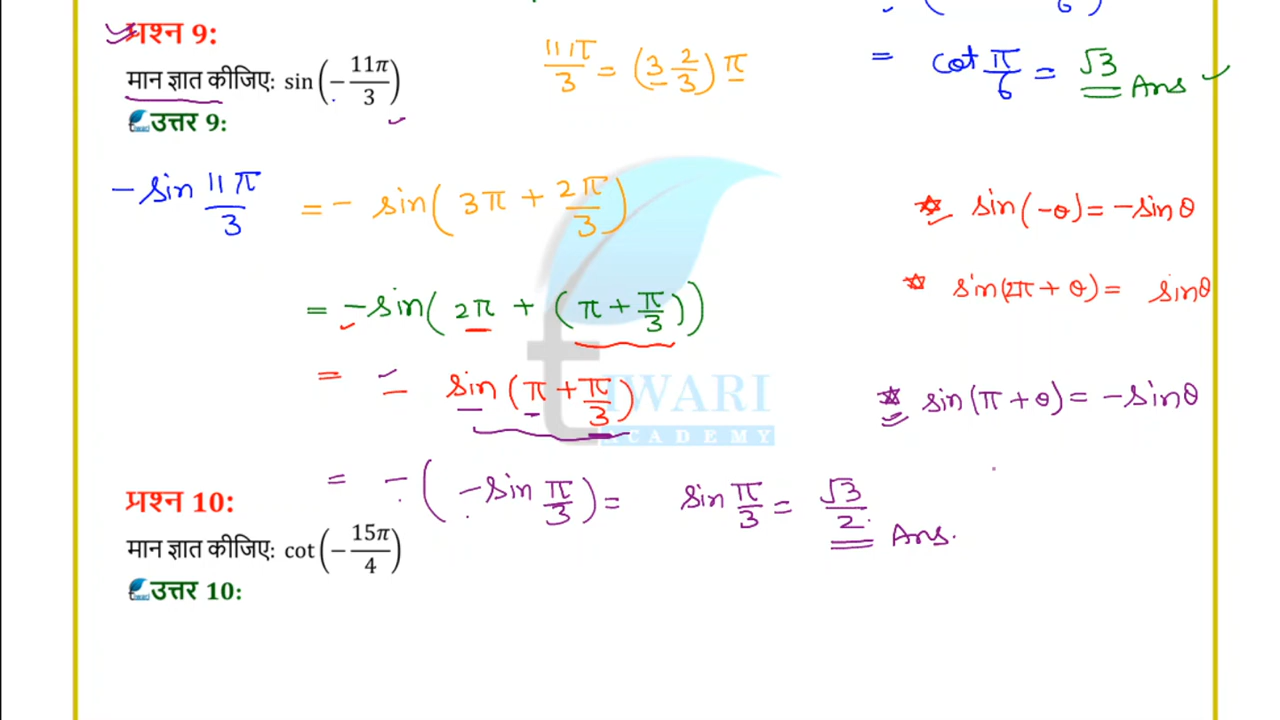 प्रश्न 9:
11π/3 = (3 2/3) π
= cot π/6 = √3 Ans
मान ज्ञात कीजिए: sin(−11π/3)
उत्तर 9:
- sin 11π/3 = - sin(3π + 2π/3)
* sin(-θ) = - sinθ
* sin(2π + θ) = sinθ
= - sin(2π + (π + π/3))
= - sin(π + π/3)
* sin(π + θ) = - sinθ
= - (- sin π/3) = sin π/3 = √3/2 Ans.
TIWARI
ACADEMY
प्रश्न 10:
मान ज्ञात कीजिए: cot(−15π/4)
उत्तर 10: